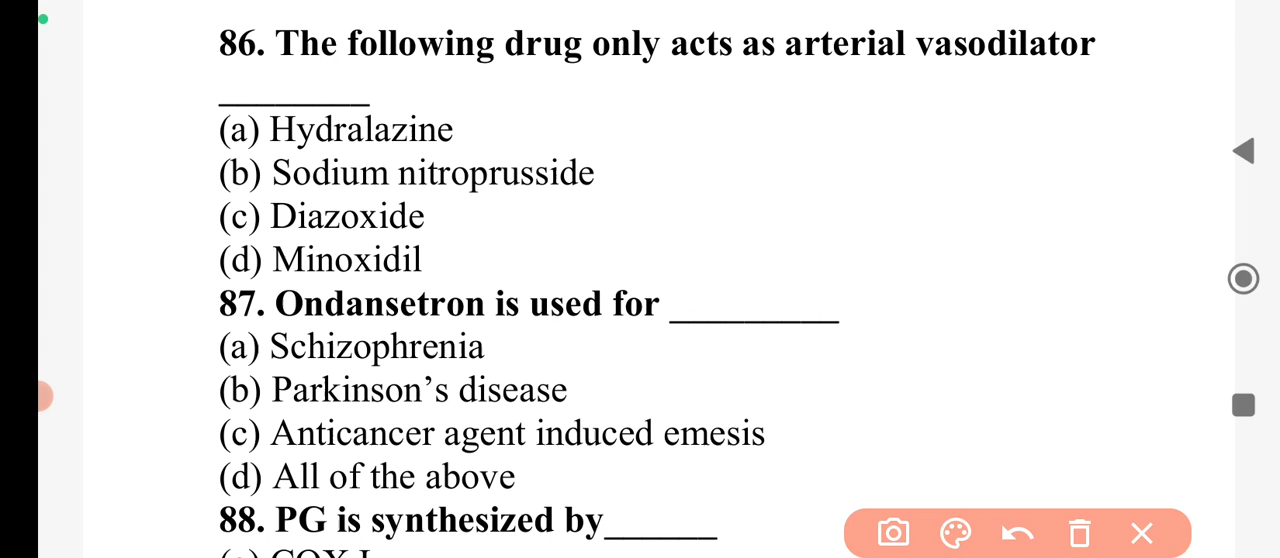 86. The following drug only acts as arterial vasodilator
________
(a) Hydralazine
(b) Sodium nitroprusside
(c) Diazoxide
(d) Minoxidil
87. Ondansetron is used for _________
(a) Schizophrenia
(b) Parkinson’s disease
(c) Anticancer agent induced emesis
(d) All of the above
88. PG is synthesized by______